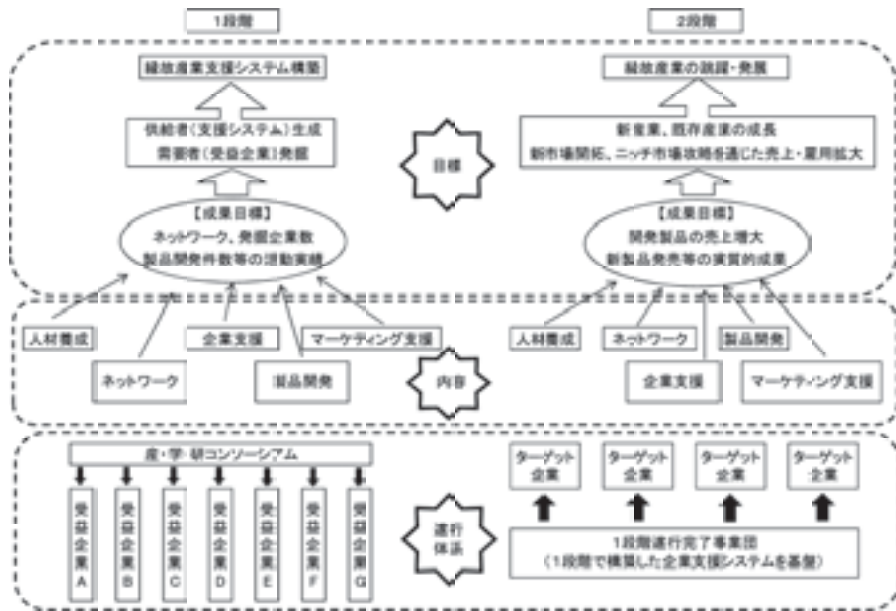 1段階
2段階
縁故産業支援システム構築
縁故産業の跳躍・発展
供給者(支援システム)生成
需要者(受益企業)発掘
新産業、既存産業の成長
新市場開拓、ニッチ市場攻略を通じた売上・雇用拡大
目標
【成果目標】
ネットワーク、発掘企業数
製品開発件数等の活動実績
【成果目標】
開発製品の売上増大
新製品発売等の実質的成果
人材養成
企業支援
マーケティング支援
ネットワーク
製品開発
内容
人材養成
ネットワーク
製品開発
企業支援
マーケティング支援
産・学・研コンソーシアム
受益企業A
受益企業B
受益企業C
受益企業D
受益企業E
受益企業F
受益企業G
遂行
体系
ターゲット
企業
ターゲット
企業
ターゲット
企業
ターゲット
企業
1段階遂行完了事業団
(1段階で構築した企業支援システムを基盤)